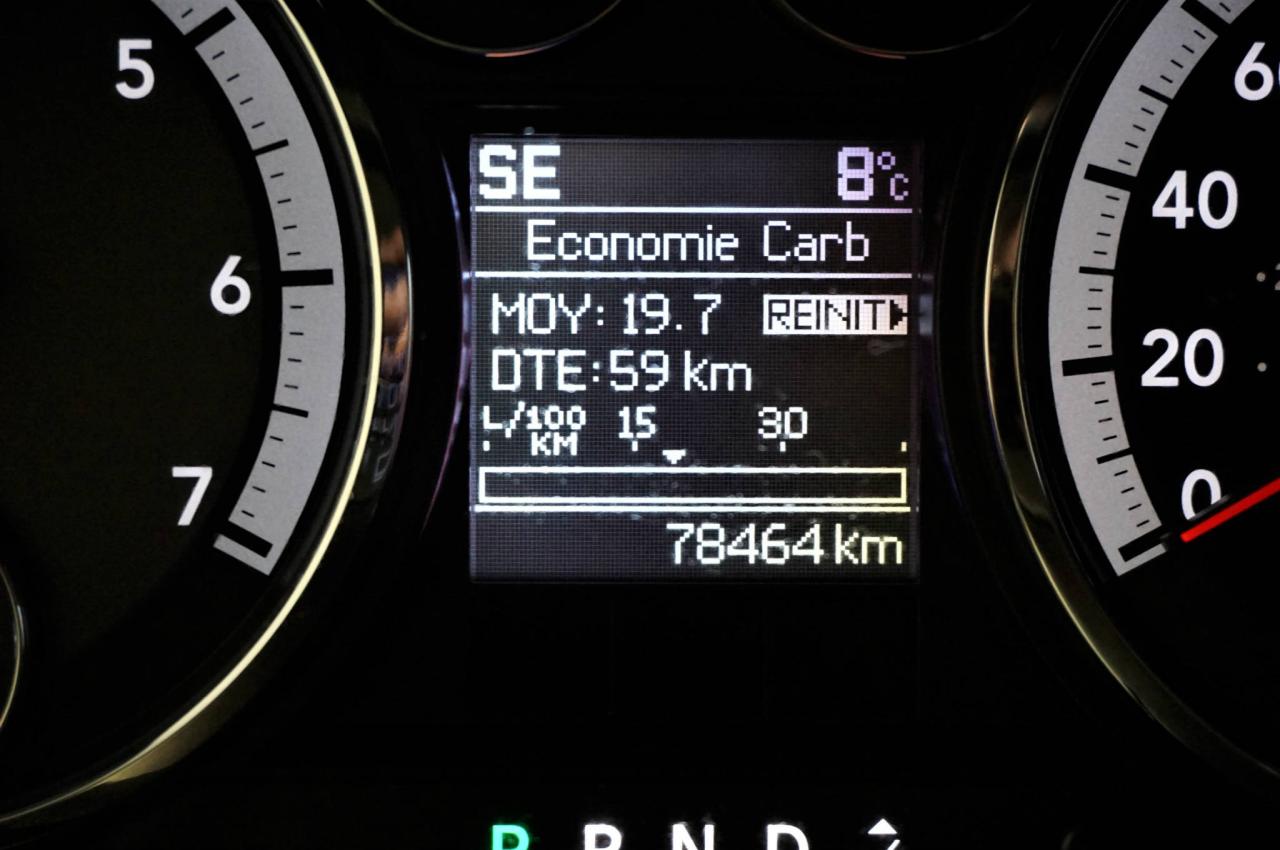 5
6
7
SE 8°C
Economie Carb
MOY: 19.7 REINIT
DTE: 59 km
L/100 KM 15 30
78464 km
60
40
20
0
P R N D